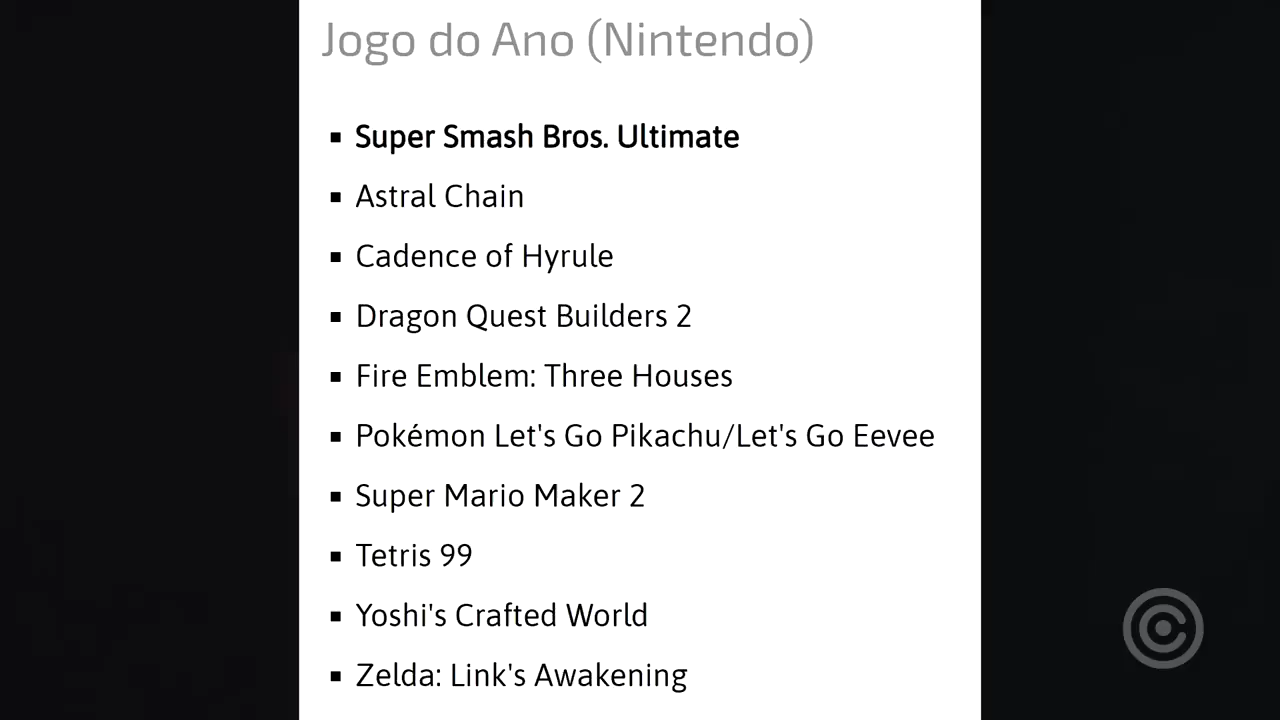 Jogo do Ano (Nintendo)
Super Smash Bros. Ultimate
Astral Chain
Cadence of Hyrule
Dragon Quest Builders 2
Fire Emblem: Three Houses
Pokémon Let's Go Pikachu/Let's Go Eevee
Super Mario Maker 2
Tetris 99
Yoshi's Crafted World
Zelda: Link's Awakening